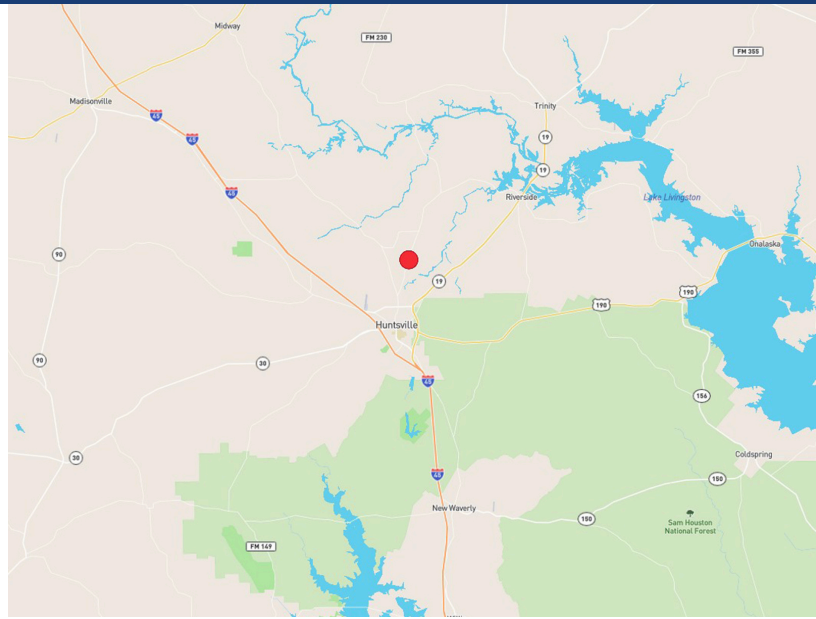 Midway
FM 230
FM 355
Madisonville
45
Trinity
45
19
45
19
Riverside
Lake Livingston
90
Onalaska
19
190
190
Huntsville
90
30
45
156
30
Coldspring
45
150
New Waverly
150
Sam Houston
National Forest
FM 149